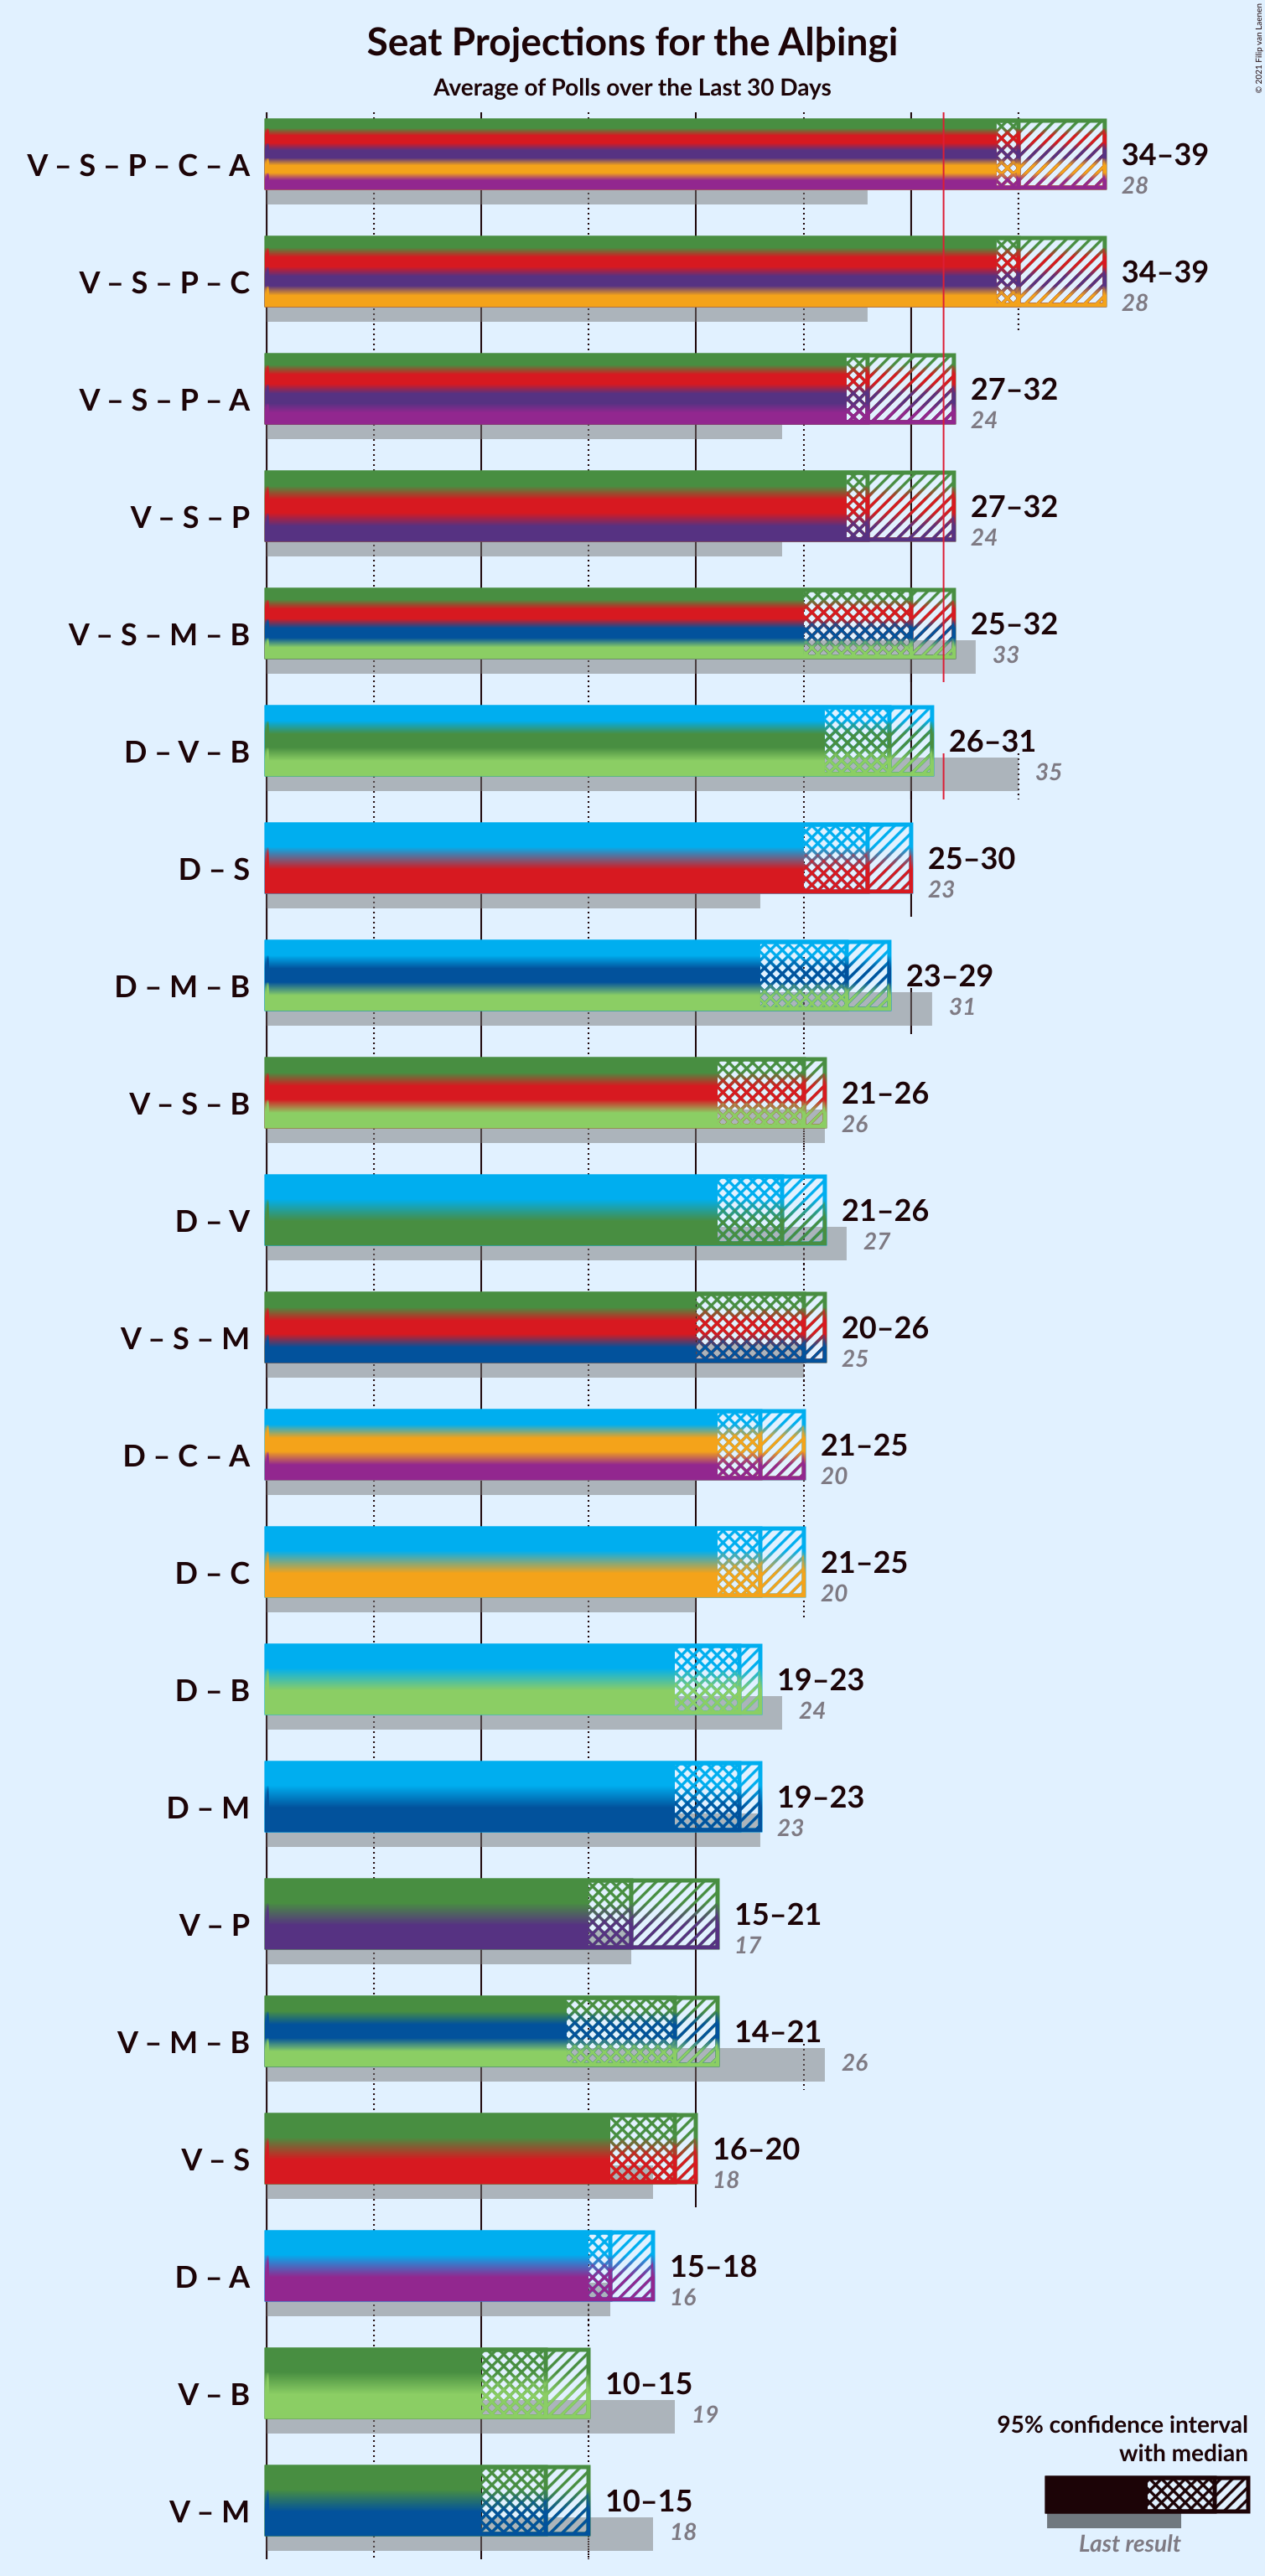 © 2021 Filip van Laenen
Seat Projections for the Alþingi
Average of Polls over the Last 30 Days
V – S – P – C – A
34–39
28
V – S – P – C
34–39
28
V – S – P – A
27–32
24
V – S – P
27–32
24
V – S – M – B
25–32
33
D – V – B
26–31
35
D – S
25–30
23
D – M – B
23–29
31
V – S – B
21–26
26
D – V
21–26
27
V – S – M
20–26
25
D – C – A
21–25
20
D – C
21–25
20
D – B
19–23
24
D – M
19–23
23
V – P
15–21
17
V – M – B
14–21
26
V – S
16–20
18
D – A
15–18
16
V – B
10–15
19
V – M
10–15
18
95% confidence interval
with median
Last result